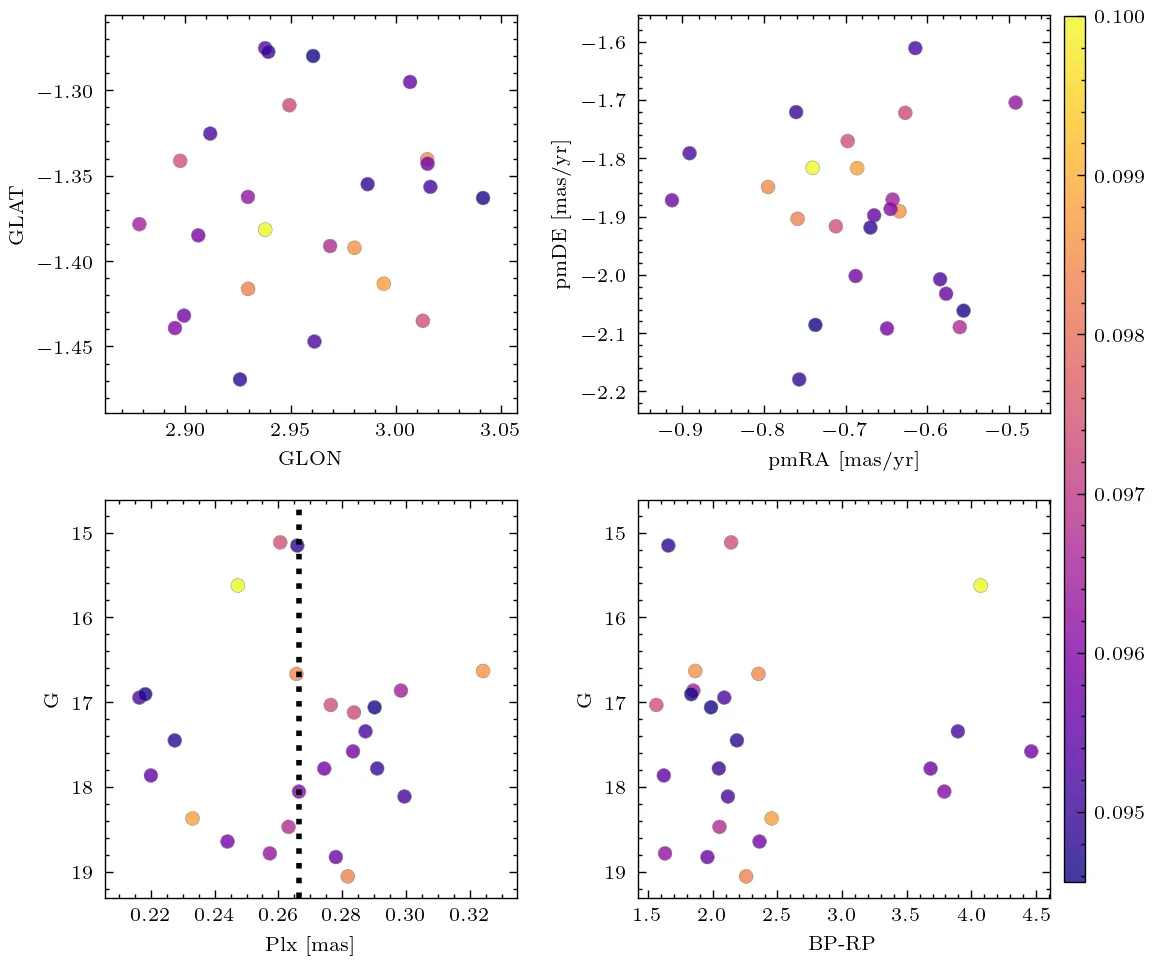 −1.30
−1.35
−1.40
−1.45
GLAT
2.90 2.95 3.00 3.05
GLON
−1.6
−1.7
−1.8
−1.9
−2.0
−2.1
−2.2
pmDE [mas/yr]
−0.9 −0.8 −0.7 −0.6 −0.5
pmRA [mas/yr]
0.100
0.099
0.098
0.097
0.096
0.095
15
16
17
18
19
G
0.22 0.24 0.26 0.28 0.30 0.32
Plx [mas]
15
16
17
18
19
G
1.5 2.0 2.5 3.0 3.5 4.0 4.5
BP-RP